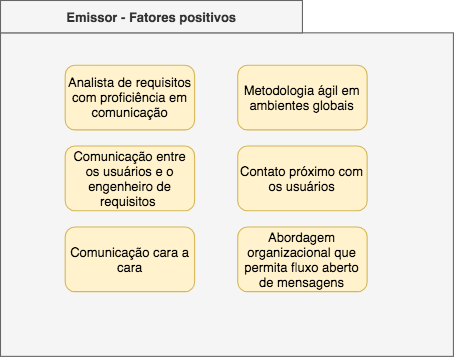 Emissor - Fatores positivos
Analista de requisitos
com proficiência em
comunicação
Metodologia ágil em
ambientes globais
Comunicação entre
os usuários e o
engenheiro de
requisitos
Contato próximo com
os usuários
Comunicação cara a
cara
Abordagem
organizacional que
permita fluxo aberto
de mensagens